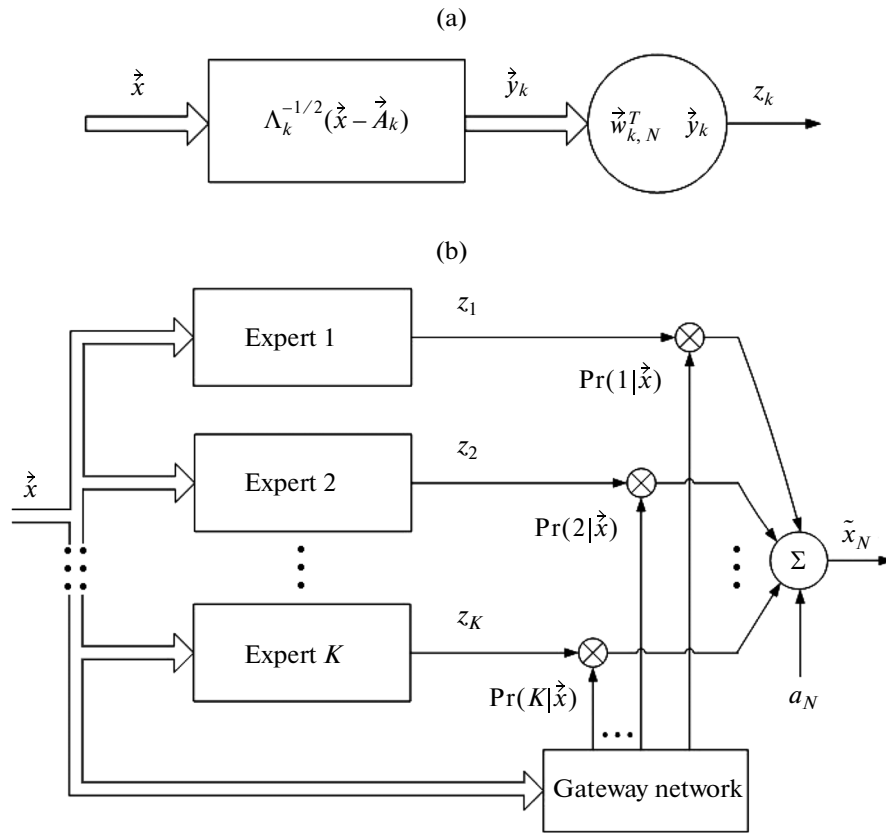 (a)
x⃗
Λ_k^{-1/2}(x⃗ – A⃗_k)
y⃗_k
w⃗_{k, N}^T y⃗_k
z_k
(b)
Expert 1
z_1
Pr(1|x⃗)
Expert 2
z_2
x⃗
Pr(2|x⃗)
x̃_N
Σ
Expert K
z_K
Pr(K|x⃗)
a_N
Gateway network